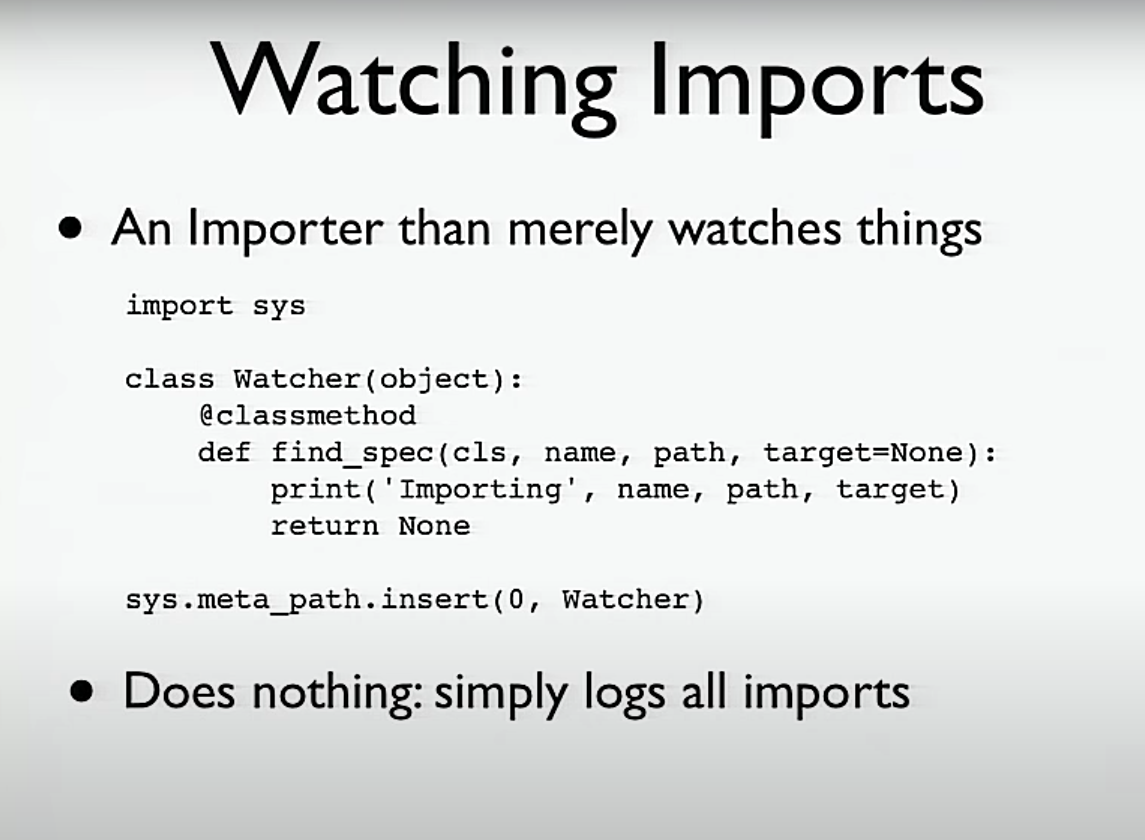 Watching Imports
• An Importer than merely watches things
import sys
class Watcher(object):
    @classmethod
    def find_spec(cls, name, path, target=None):
        print('Importing', name, path, target)
        return None
sys.meta_path.insert(0, Watcher)
• Does nothing: simply logs all imports